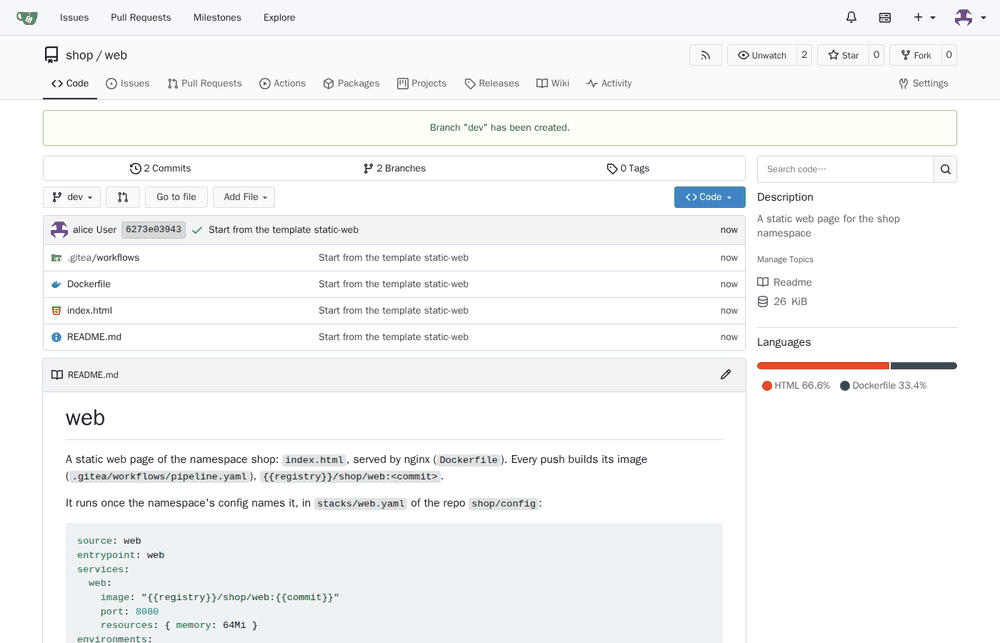 Issues Pull Requests Milestones Explore
shop / web
Unwatch 2 Star 0 Fork 0
Code Issues Pull Requests Actions Packages Projects Releases Wiki Activity Settings
Branch "dev" has been created.
2 Commits 2 Branches 0 Tags
Search code…
dev Go to file Add File Code
Description
A static web page for the shop
namespace
Manage Topics
Readme
26 KiB
Languages
HTML 66.6% Dockerfile 33.4%
alice User 6273e03943 Start from the template static-web now
.gitea/workflows Start from the template static-web now
Dockerfile Start from the template static-web now
index.html Start from the template static-web now
README.md Start from the template static-web now
README.md
web
A static web page of the namespace shop: index.html, served by nginx (Dockerfile). Every push builds its image
(.gitea/workflows/pipeline.yaml), {{registry}}/shop/web:<commit>.
It runs once the namespace's config names it, in stacks/web.yaml of the repo shop/config:
source: web
entrypoint: web
services:
web:
image: "{{registry}}/shop/web:{{commit}}"
port: 8080
resources: { memory: 64Mi }
environments: